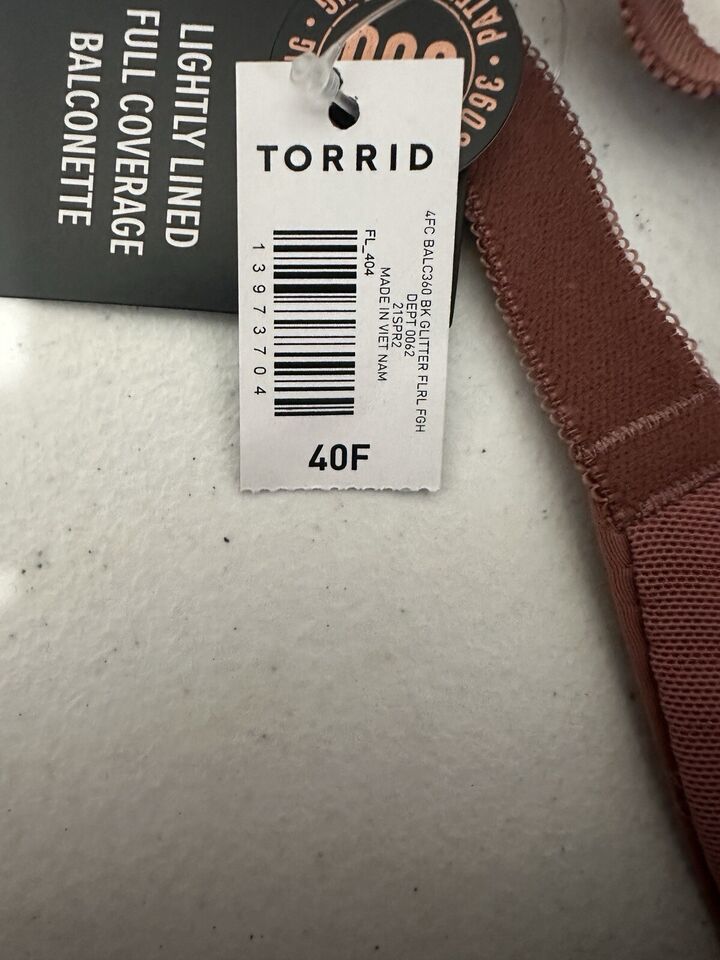 LIGHTLY LINED
FULL COVERAGE
BALCONETTE
360°
TORRID
4FC BALC360 BK GLITTER FLRL FGH
DEPT 0062
21SPR2
MADE IN VIET NAM
FL_404
13973704
40F